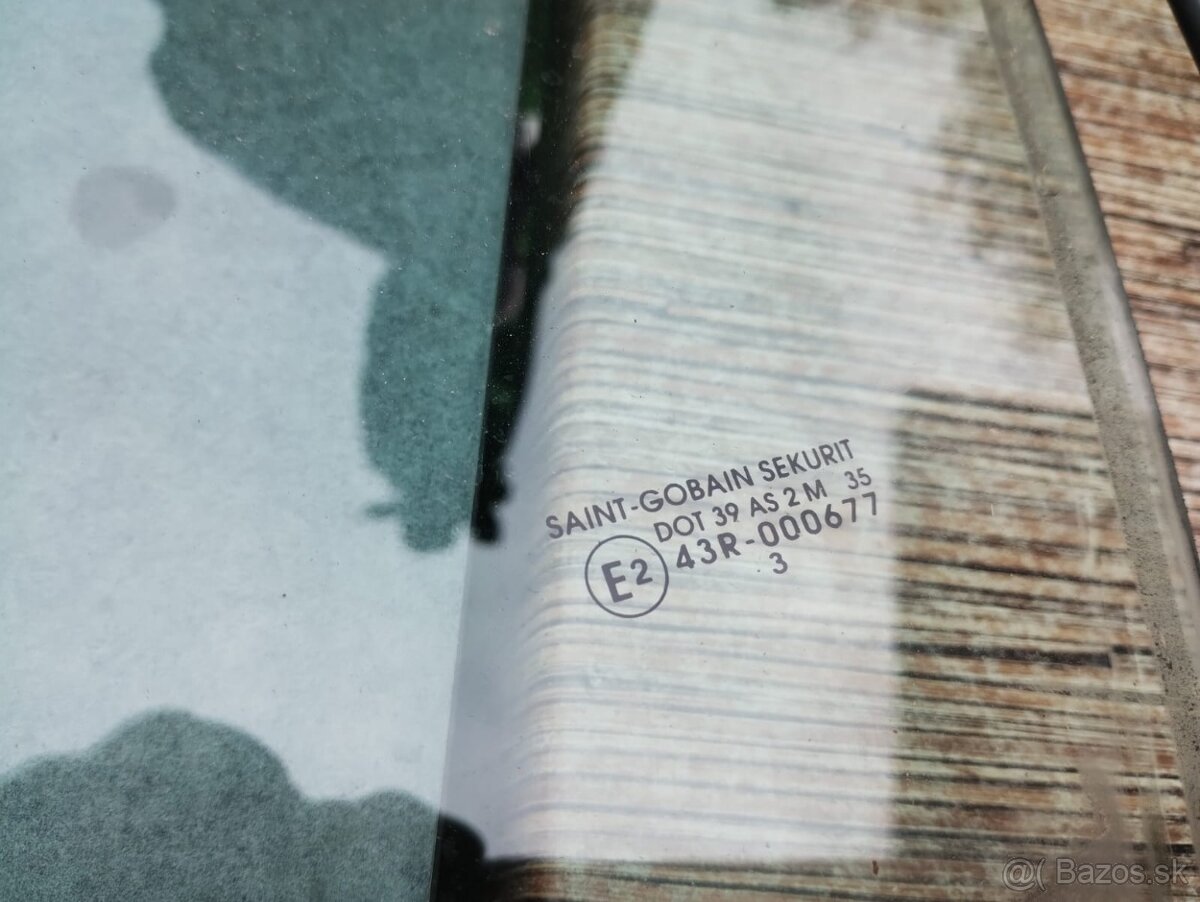 SAINT-GOBAIN SEKURIT
DOT 39 AS 2 M 35
E2 43R-000677
3
@( Bazos.sk